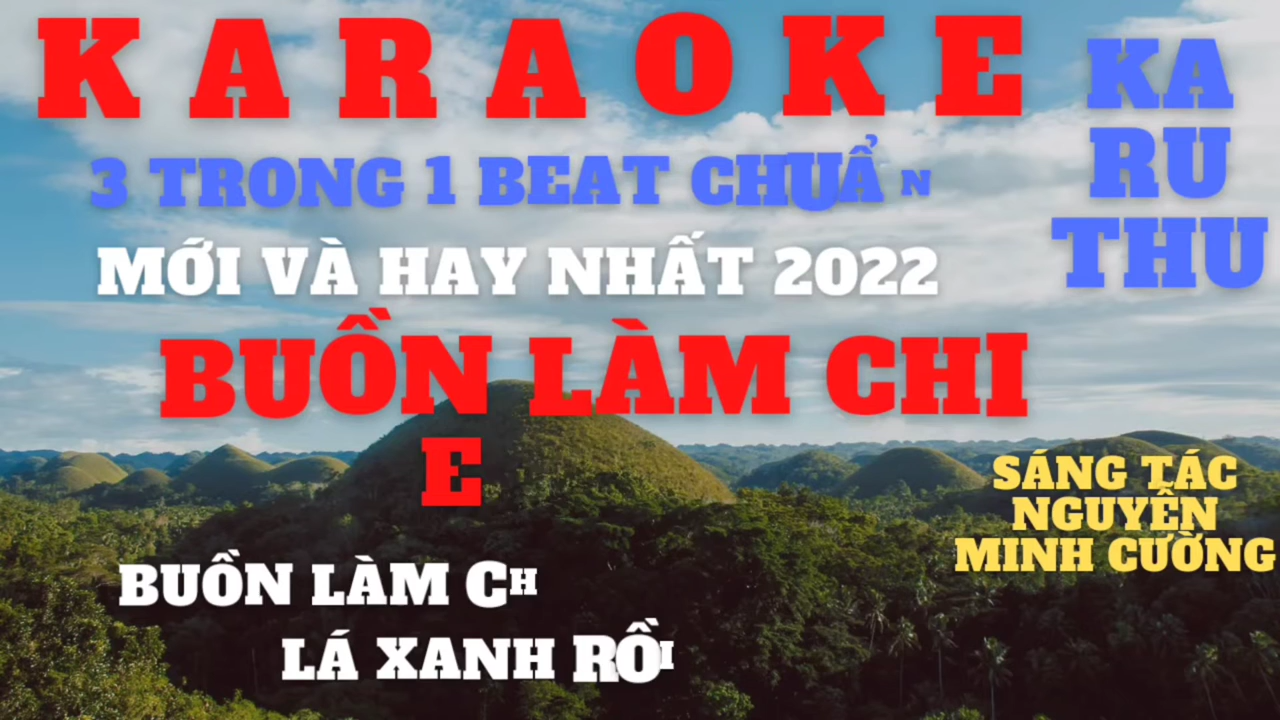 KARAOKE
KA
RU
THU
3 TRONG 1 BEAT CHUẨN
MỚI VÀ HAY NHẤT 2022
BUỒN LÀM CHI
E
SÁNG TÁC
NGUYỄN
MINH CƯỜNG
BUỒN LÀM CH
LÁ XANH RỒI